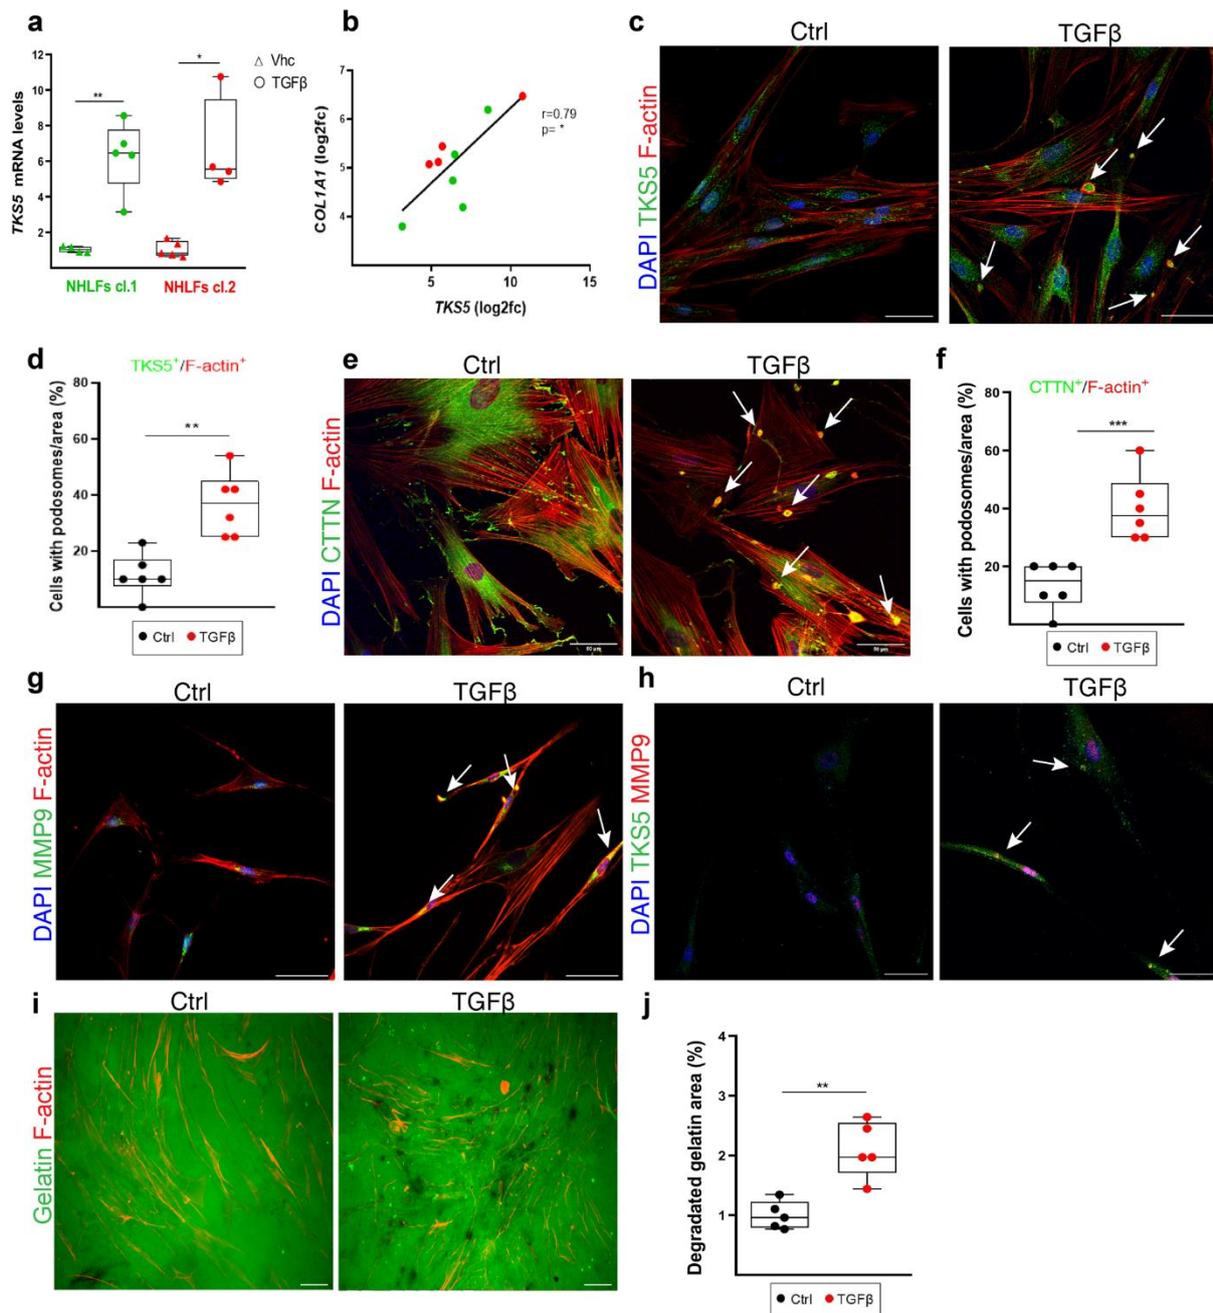 a
TKS5 mRNA levels
12
10
8
6
4
2
**
*
Vhc
TGFβ
NHLFs cl.1
NHLFs cl.2
b
COL1A1 (log2fc)
7
6
5
4
r=0.79
p= *
5
10
15
TKS5 (log2fc)
c
Ctrl
TGFβ
DAPI TKS5 F-actin
d
TKS5⁺/F-actin⁺
Cells with podosomes/area (%)
80
60
40
20
**
Ctrl
TGFβ
e
Ctrl
TGFβ
DAPI CTTN F-actin
50 µm
50 µm
f
CTTN⁺/F-actin⁺
Cells with podosomes/area (%)
80
60
40
20
***
Ctrl
TGFβ
g
Ctrl
TGFβ
DAPI MMP9 F-actin
h
Ctrl
TGFβ
DAPI TKS5 MMP9
i
Ctrl
TGFβ
Gelatin F-actin
j
Degradated gelatin area (%)
4
3
2
1
**
Ctrl
TGFβ